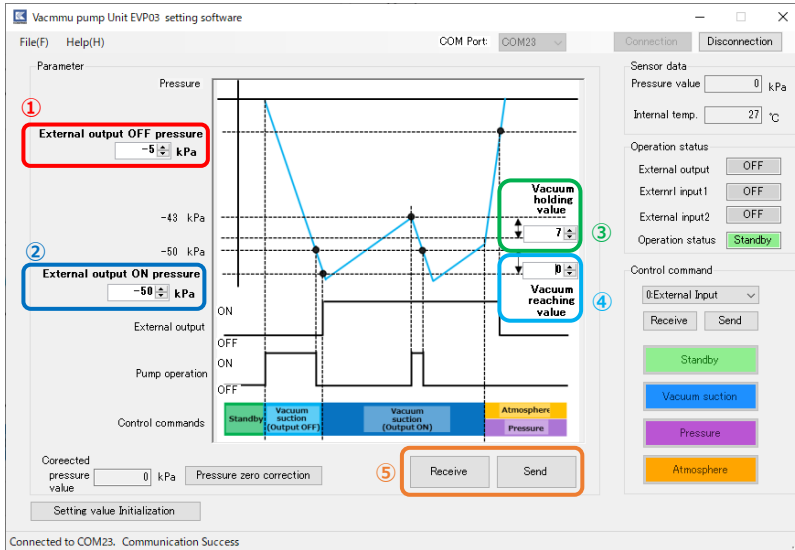 Vacmmu pump Unit EVP03 setting software
File(F) Help(H)
COM Port: COM23
Connection Disconnection
Parameter
Pressure
①
External output OFF pressure
-5 kPa
-43 kPa
-50 kPa
②
External output ON pressure
-50 kPa
External output
Pump operation
Control commands
ON
OFF
ON
OFF
Vacuum
holding
value
7
③
0
Vacuum
reaching
value
④
Standby
Vacuum
suction
(Output OFF)
Vacuum
suction
(Output ON)
Atmosphere
Pressure
Coreected
pressure
value
0 kPa
Pressure zero correction
⑤
Receive Send
Setting value Initialization
Sensor data
Pressure value 0 kPa
Internal temp. 27 ℃
Operation status
External output OFF
Externrl input1 OFF
External input2 OFF
Operation status Standby
Control command
0:External Input
Receive Send
Standby
Vacuum suction
Pressure
Atmosphere
Connected to COM23. Communication Success